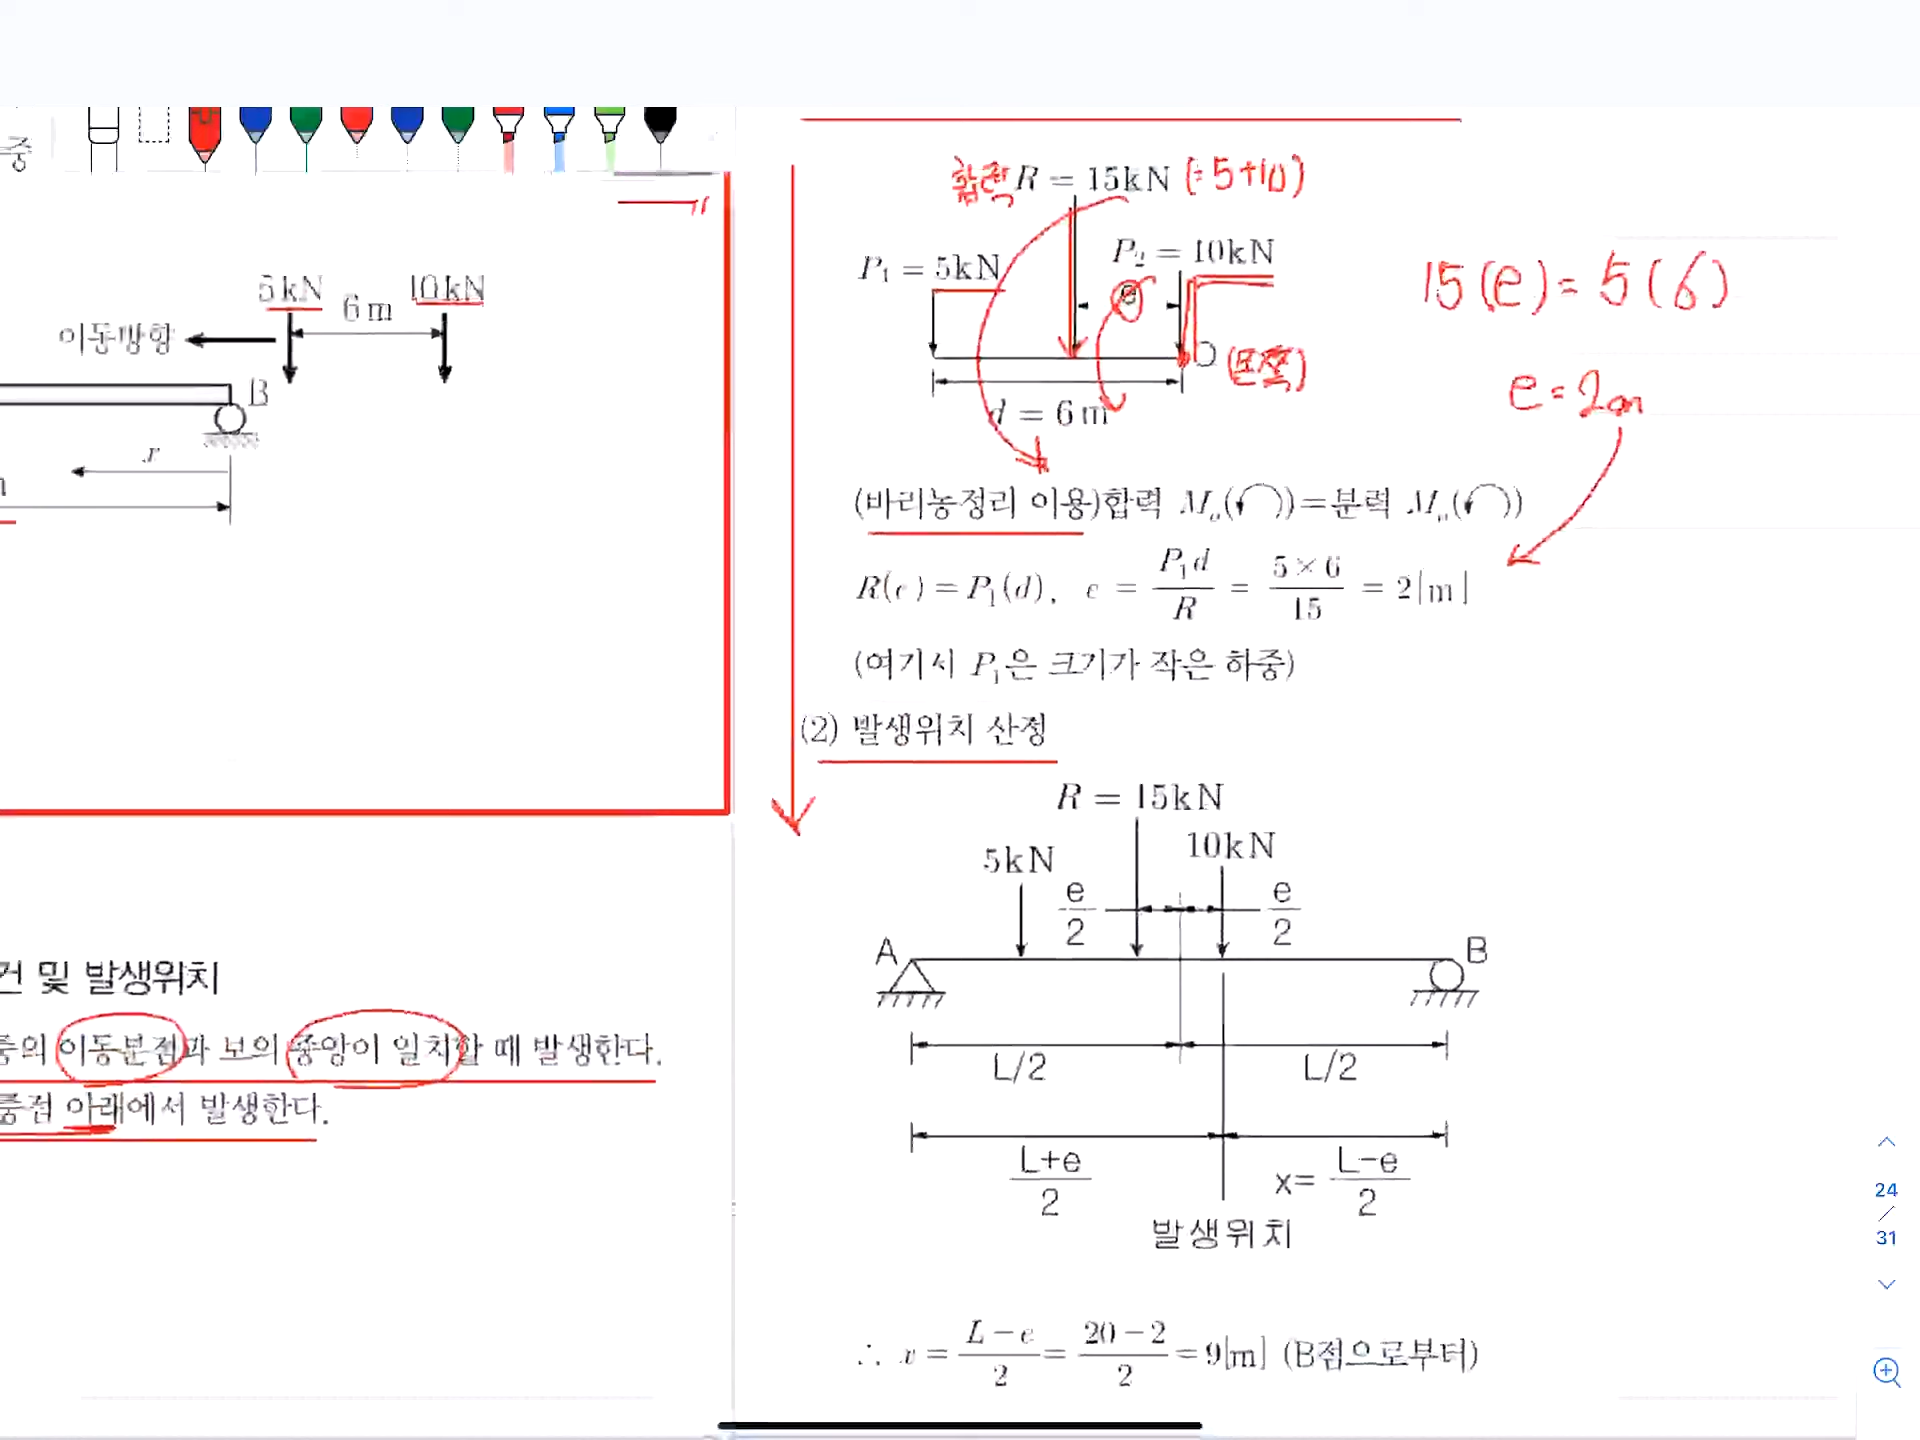 중
5kN
10kN
6m
이동방향
B
x
건 및 발생위치
이동분점과 보의 중앙이 일치할 때 발생한다.
아래에서 발생한다.
합력 R = 15kN (=5+10)
P₁ = 5kN
P₂ = 10kN
e
O
d = 6m
15(e) = 5(6)
e = 2m
(바리뇽정리 이용)합력 Mₒ(↶)=분력 Mₒ(↶)
R(e) = P₁(d), e = P₁d / R = 5×6 / 15 = 2[m]
(여기서 P₁은 크기가 작은 하중)
(2) 발생위치 산정
R = 15kN
5kN
10kN
e/2
e/2
A
B
L/2
L/2
L+e / 2
x= L-e / 2
발생위치
∴ x = L-e / 2 = 20-2 / 2 = 9[m] (B점으로부터)
24
/
31